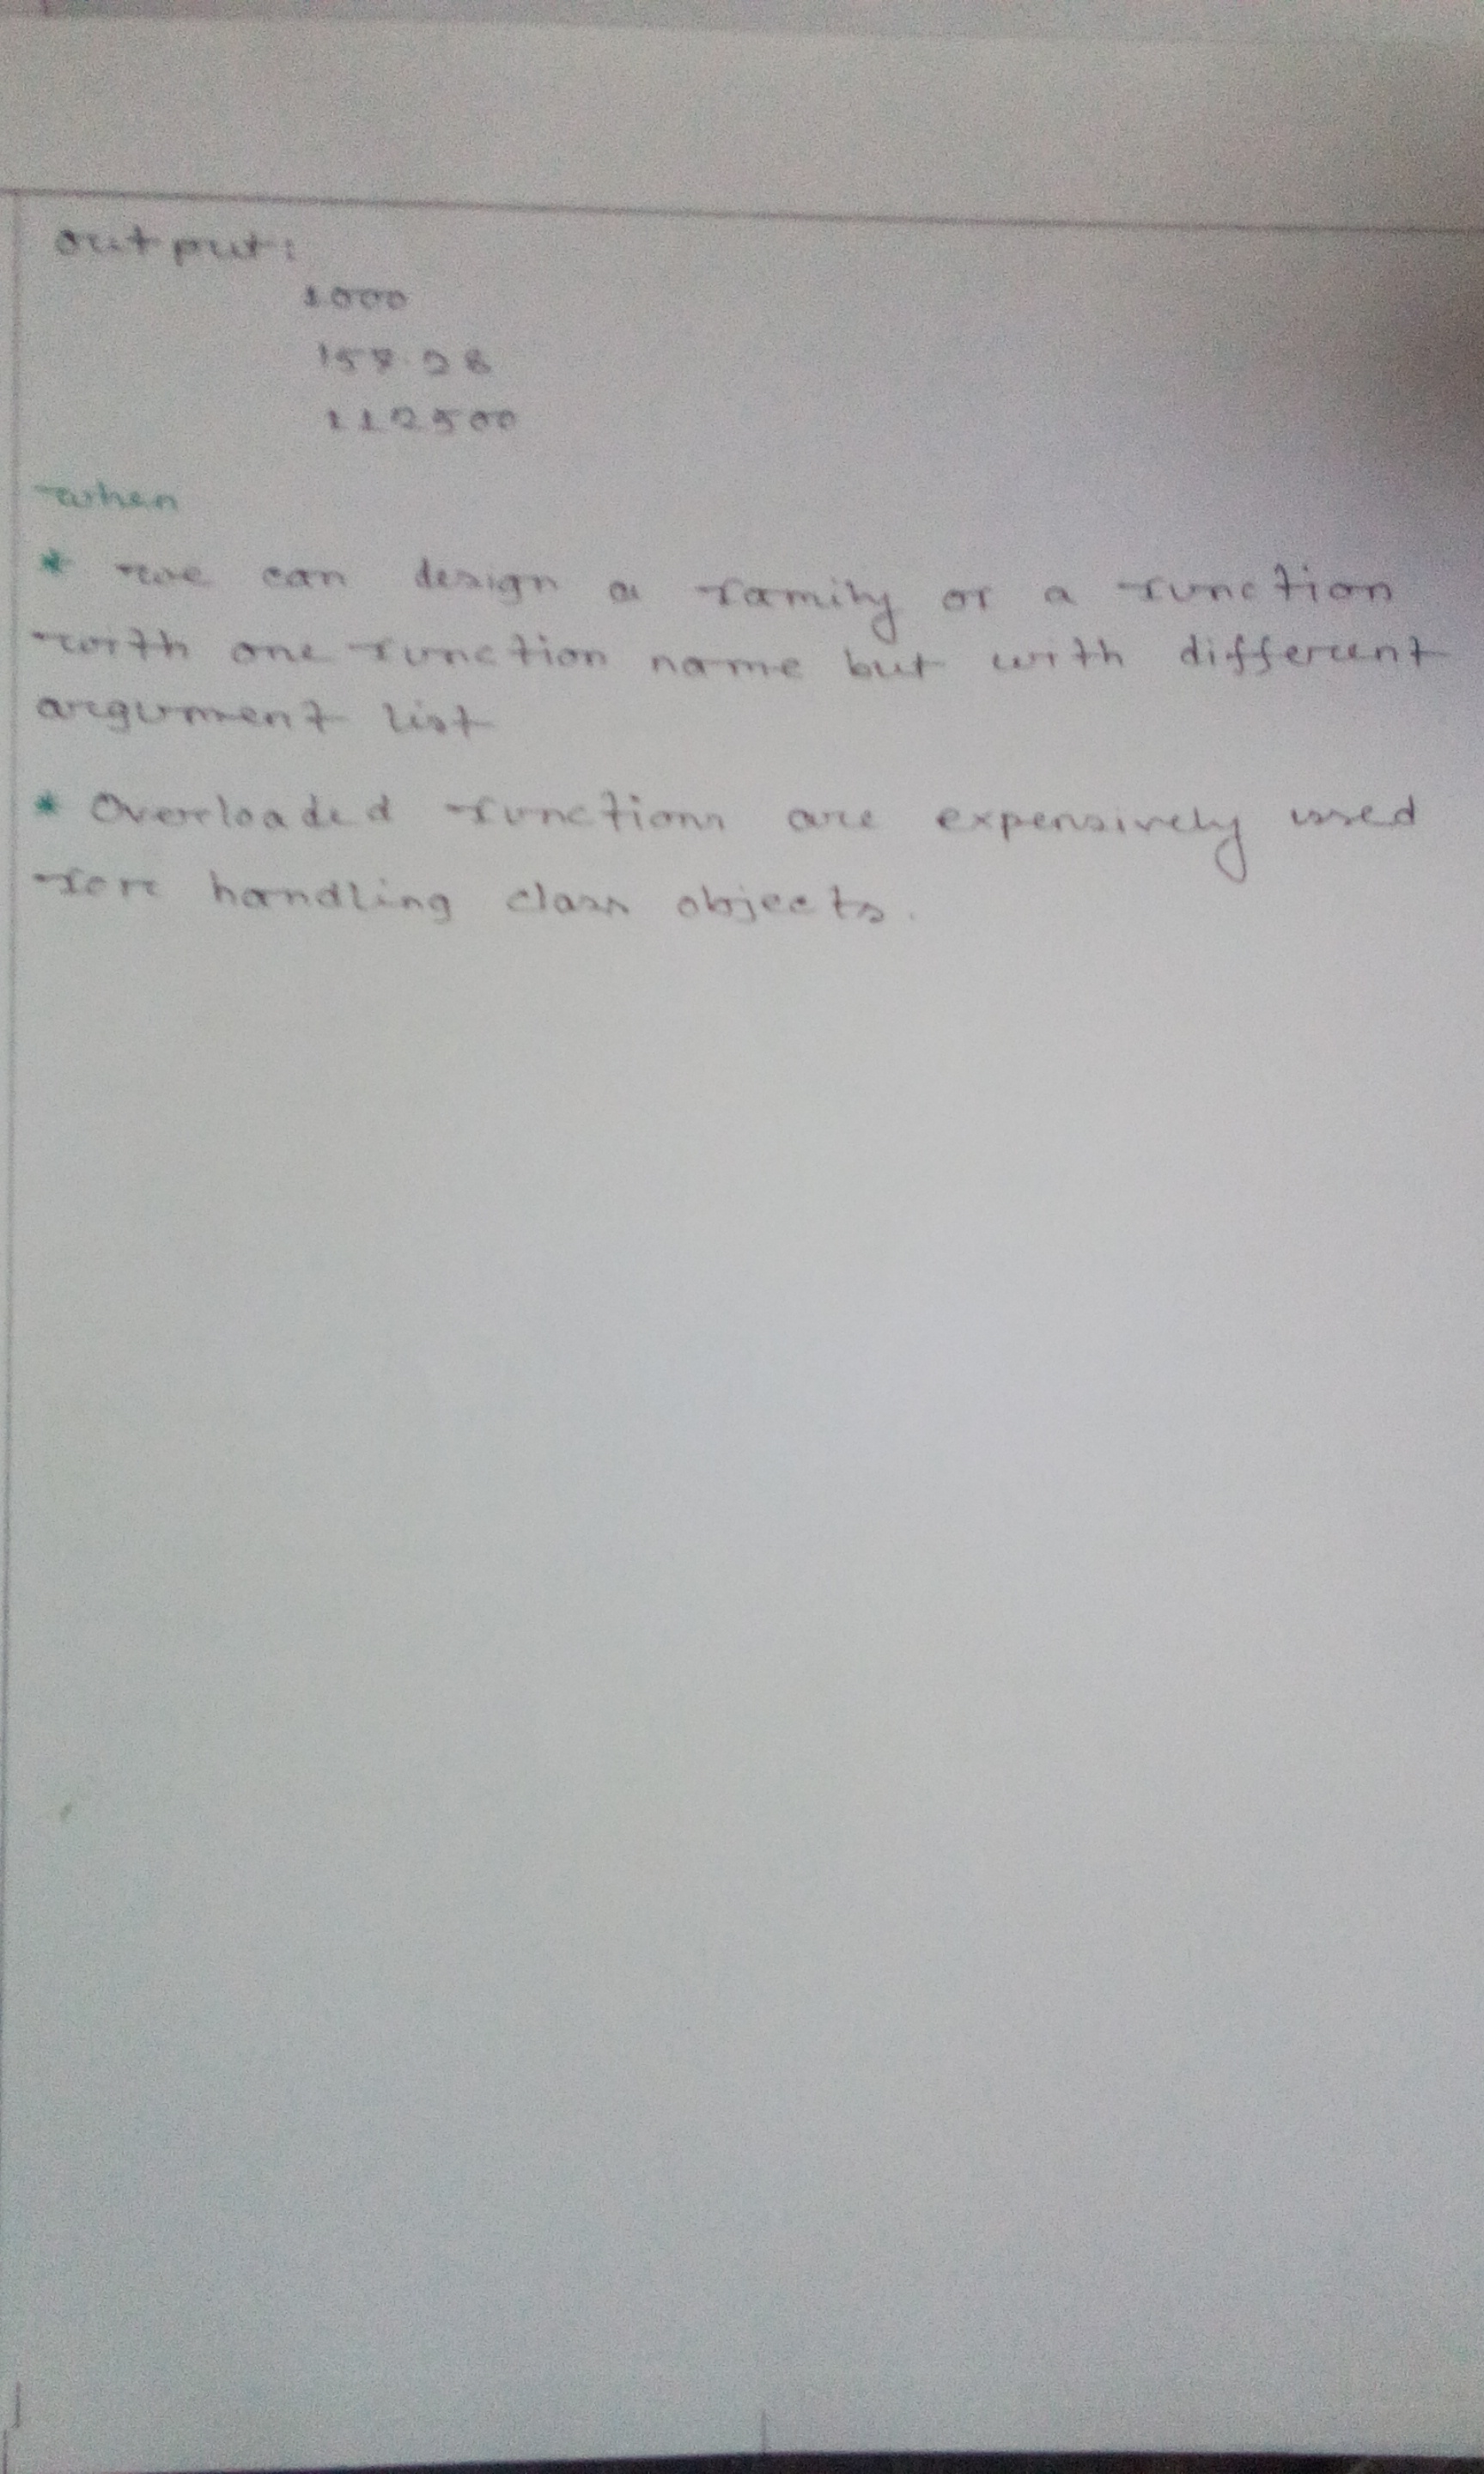 output:
1000
157.26
112500
when
* we can design a family of a function
with one function name but with different
argument list
* Overloaded functions are expensively used
for handling class objects.